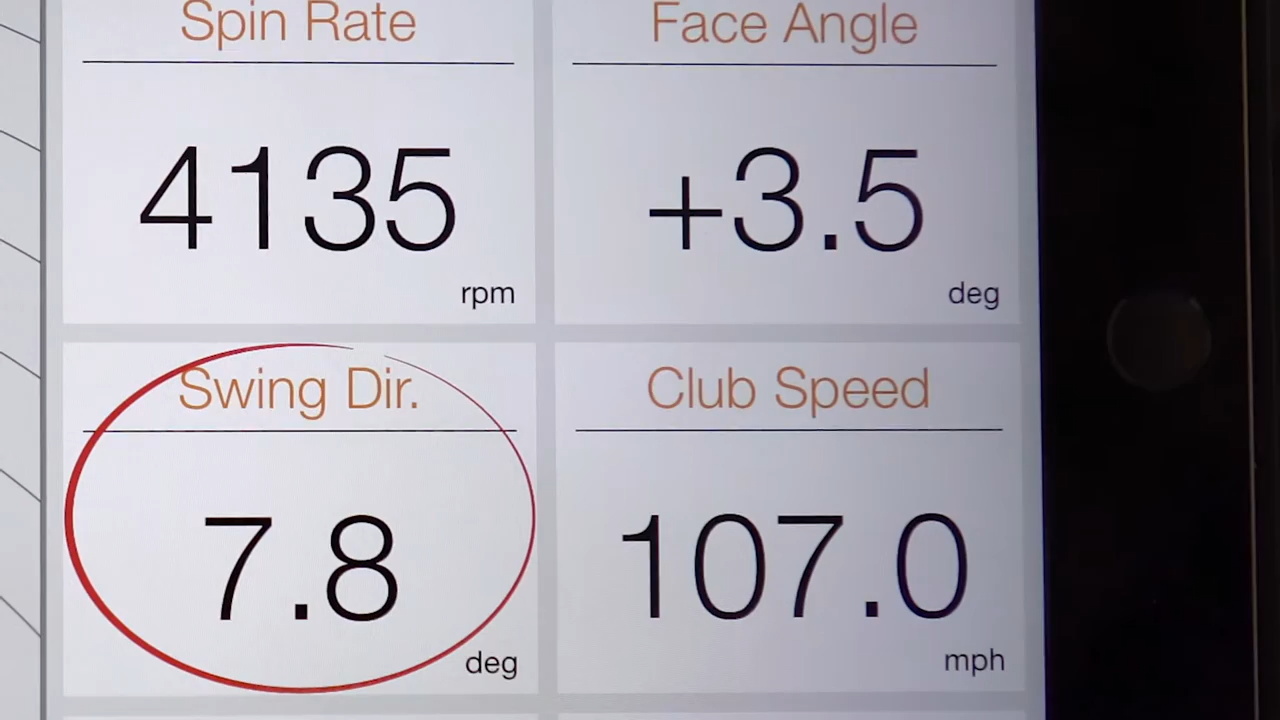 Spin Rate
4135
rpm
Face Angle
+3.5
deg
Swing Dir.
7.8
deg
Club Speed
107.0
mph